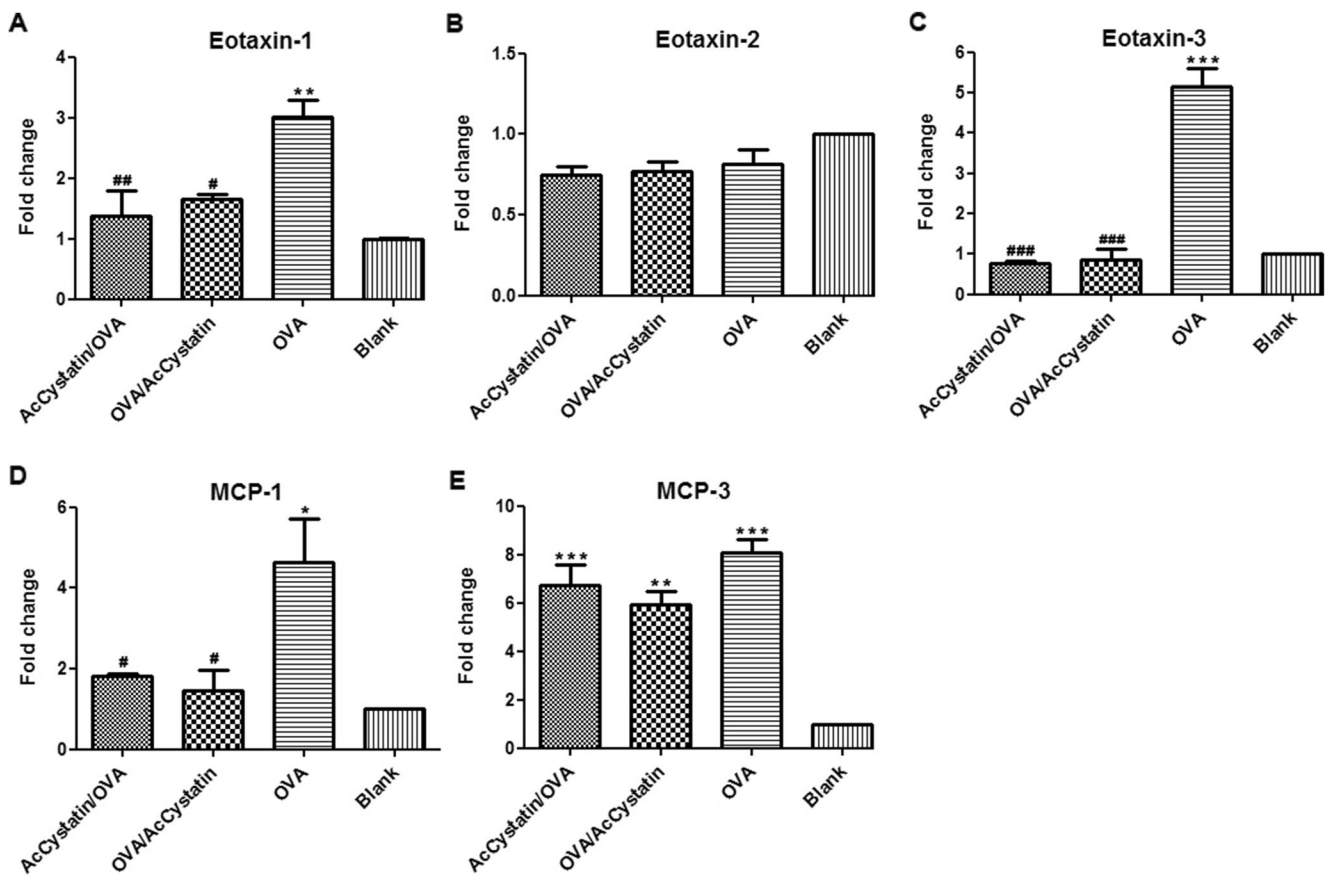 A
Eotaxin-1
Fold change
4
3
2
1
0
##
#
**
AcCystatin/OVA
OVA/AcCystatin
OVA
Blank
B
Eotaxin-2
Fold change
1.5
1.0
0.5
0.0
AcCystatin/OVA
OVA/AcCystatin
OVA
Blank
C
Eotaxin-3
Fold change
6
5
4
3
2
1
0
###
###
***
AcCystatin/OVA
OVA/AcCystatin
OVA
Blank
D
MCP-1
Fold change
6
4
2
0
#
#
*
AcCystatin/OVA
OVA/AcCystatin
OVA
Blank
E
MCP-3
Fold change
10
8
6
4
2
0
***
**
***
AcCystatin/OVA
OVA/AcCystatin
OVA
Blank